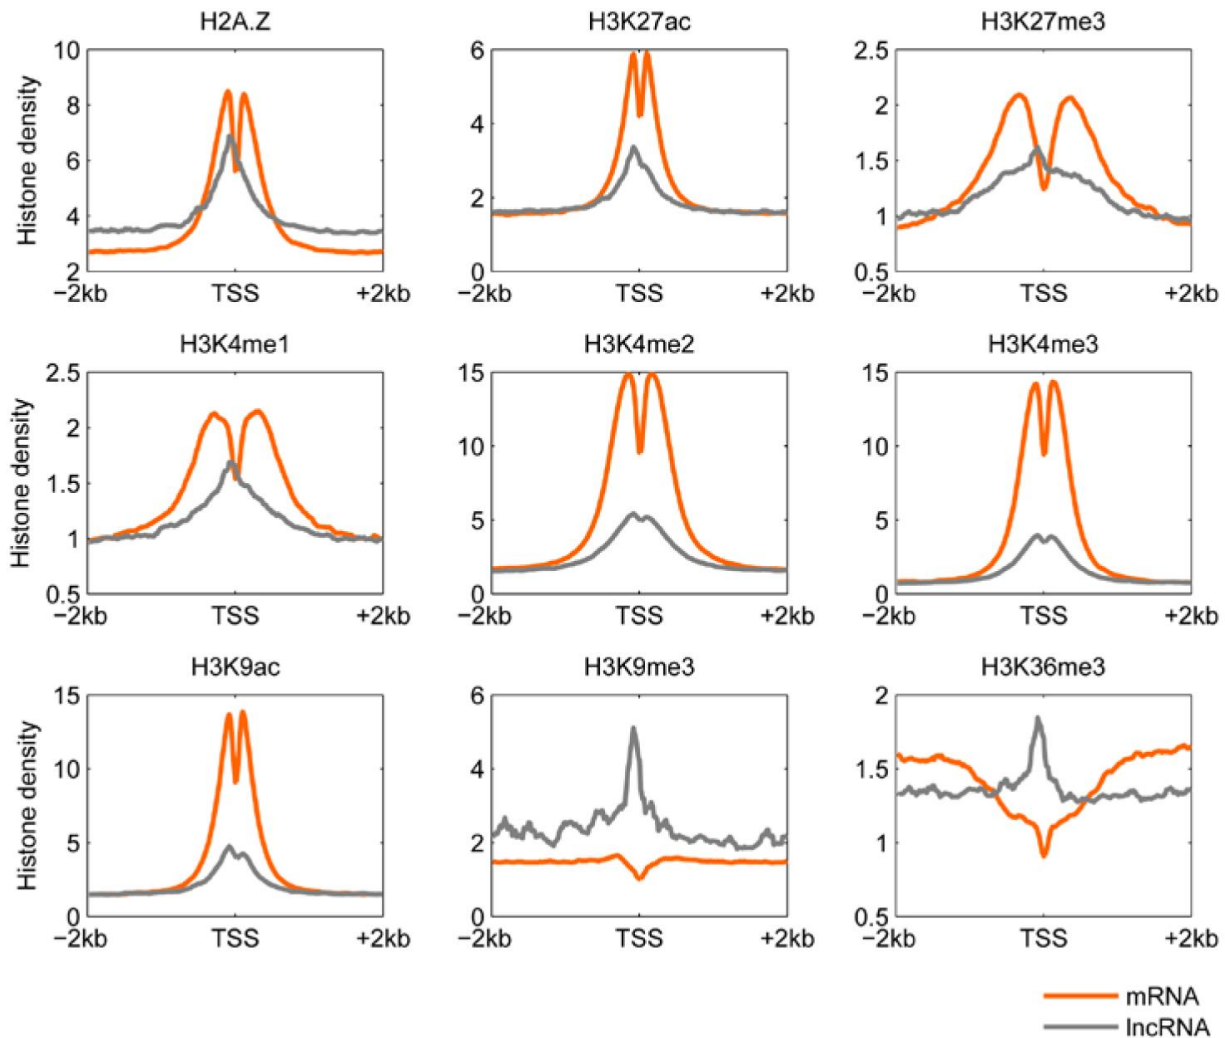 H2A.Z
H3K27ac
H3K27me3
Histone density
10
8
6
4
2
−2kb
TSS
+2kb
6
4
2
0
−2kb
TSS
+2kb
2.5
2
1.5
1
0.5
−2kb
TSS
+2kb
H3K4me1
H3K4me2
H3K4me3
Histone density
2.5
2
1.5
1
0.5
−2kb
TSS
+2kb
15
10
5
0
−2kb
TSS
+2kb
15
10
5
0
−2kb
TSS
+2kb
H3K9ac
H3K9me3
H3K36me3
Histone density
15
10
5
0
−2kb
TSS
+2kb
6
4
2
0
−2kb
TSS
+2kb
2
1.5
1
0.5
−2kb
TSS
+2kb
mRNA
lncRNA